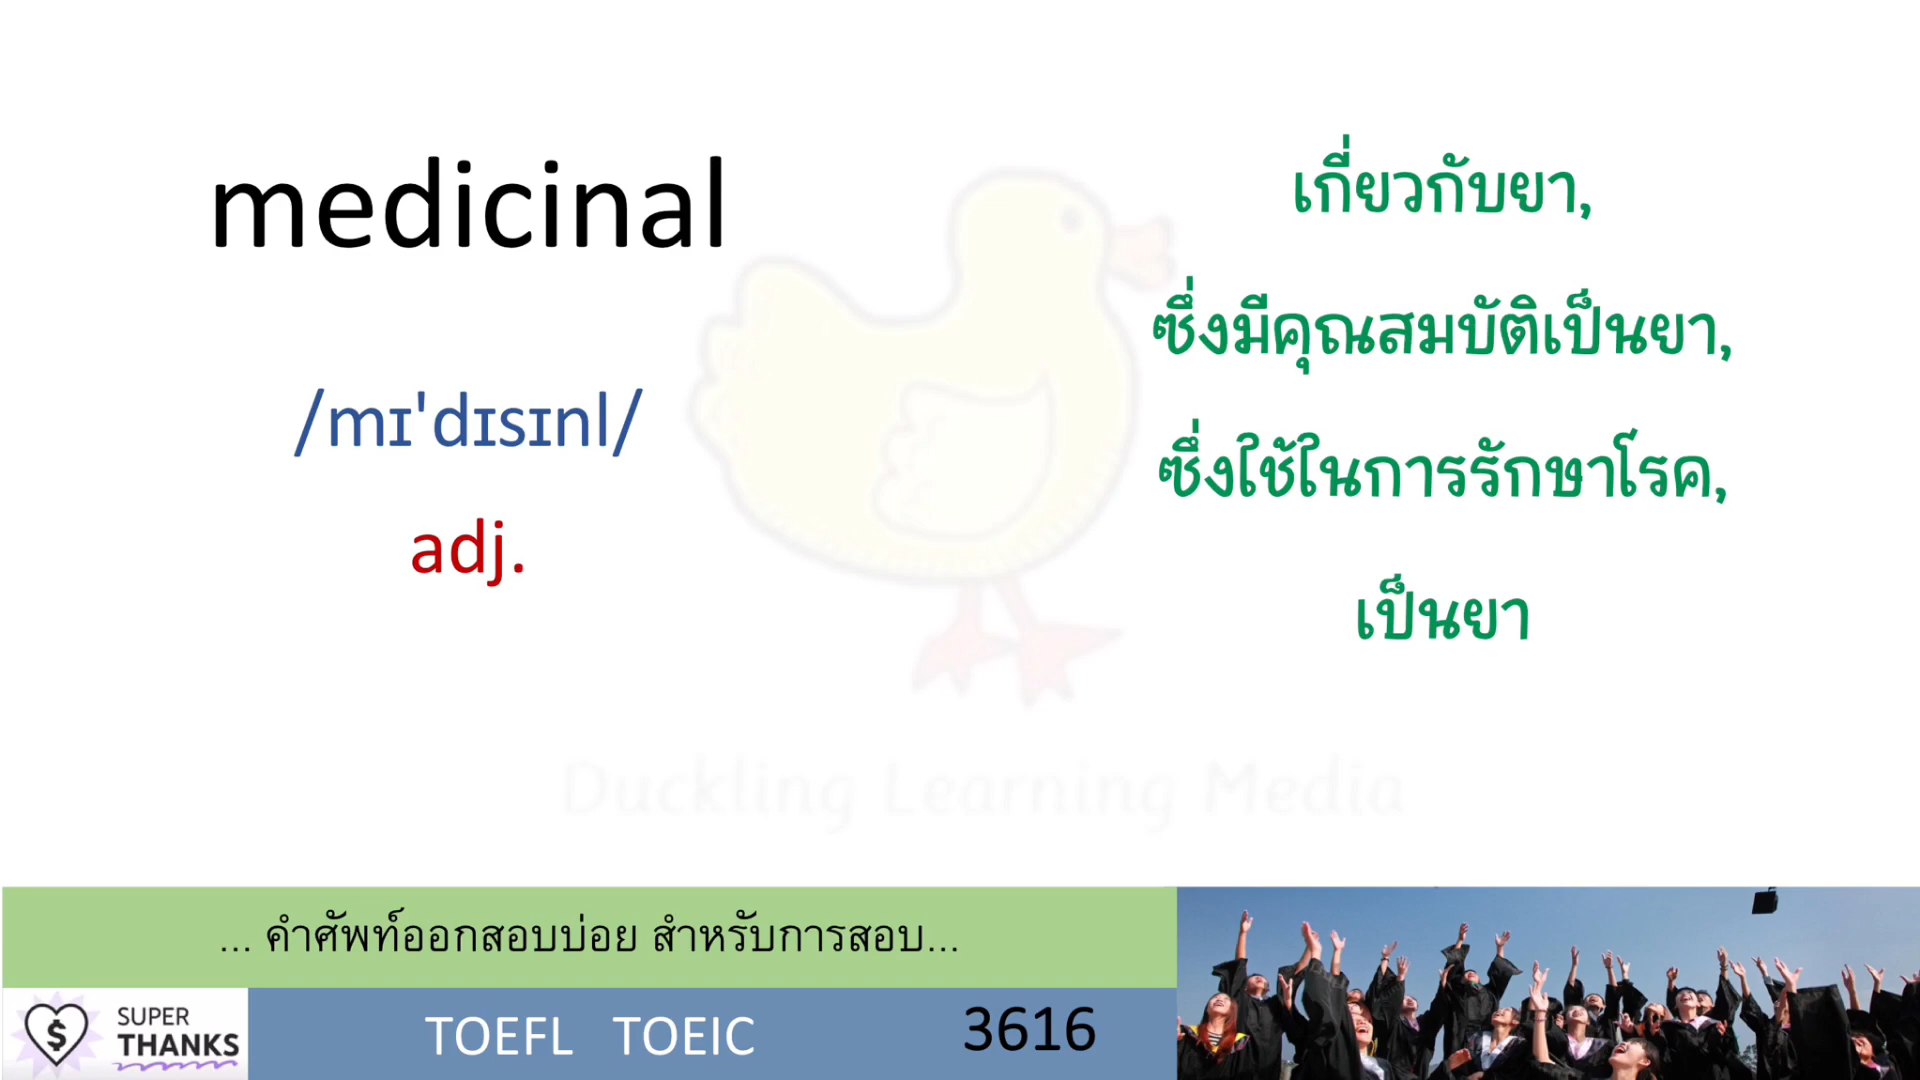 medicinal
/mɪ'dɪsɪnl/
adj.
เกี่ยวกับยา,
ซึ่งมีคุณสมบัติเป็นยา,
ซึ่งใช้ในการรักษาโรค,
เป็นยา
Duckling Learning Media
... คำศัพท์ออกสอบบ่อย สำหรับการสอบ...
SUPER
THANKS
TOEFL TOEIC
3616